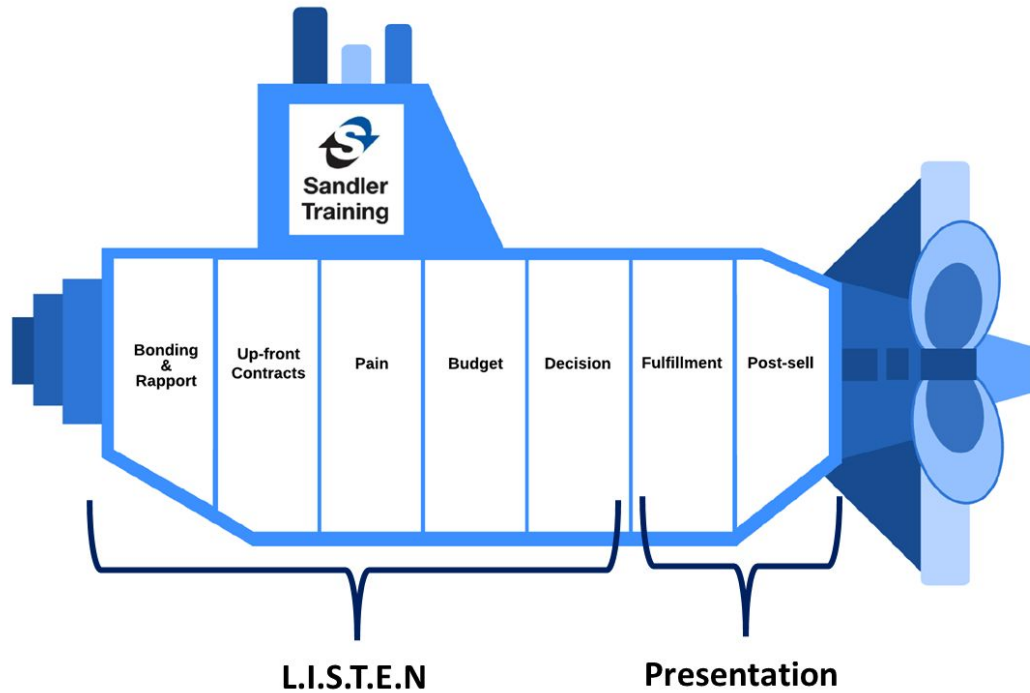 S
Sandler
Training
Bonding
&
Rapport
Up-front
Contracts
Pain
Budget
Decision
Fulfillment
Post-sell
L.I.S.T.E.N
Presentation